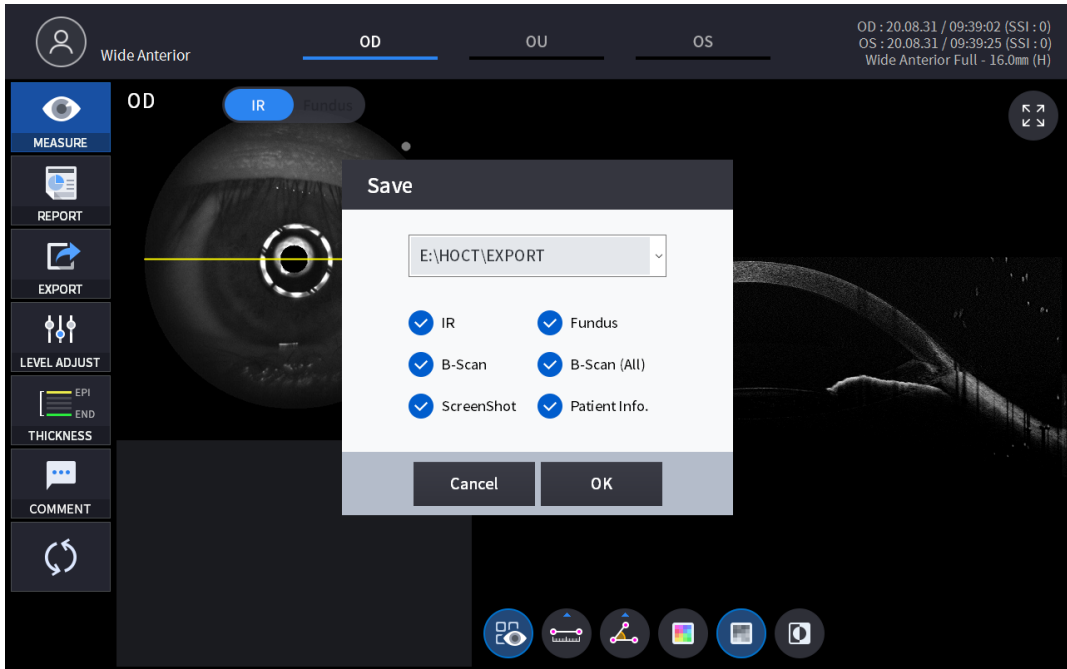 Wide Anterior
OD
OU
OS
OD : 20.08.31 / 09:39:02 (SSI : 0)
OS : 20.08.31 / 09:39:25 (SSI : 0)
Wide Anterior Full - 16.0mm (H)
MEASURE
REPORT
EXPORT
LEVEL ADJUST
EPI
END
THICKNESS
COMMENT
OD
IR
Fundus
Save
E:\HOCT\EXPORT
IR
Fundus
B-Scan
B-Scan (All)
ScreenShot
Patient Info.
Cancel
OK